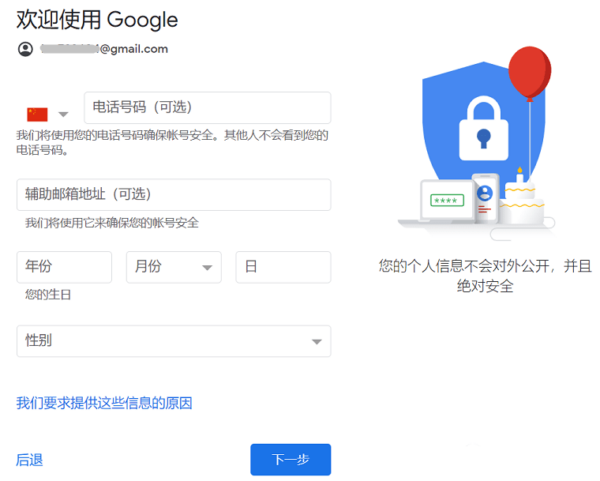 欢迎使用 Google
@gmail.com
电话号码（可选）
我们将使用您的电话号码确保帐号安全。其他人不会看到您的
电话号码。
辅助邮箱地址（可选）
我们将使用它来确保您的帐号安全
年份 月份 日
您的生日
性别
我们要求提供这些信息的原因
后退 下一步
****
您的个人信息不会对外公开，并且
绝对安全